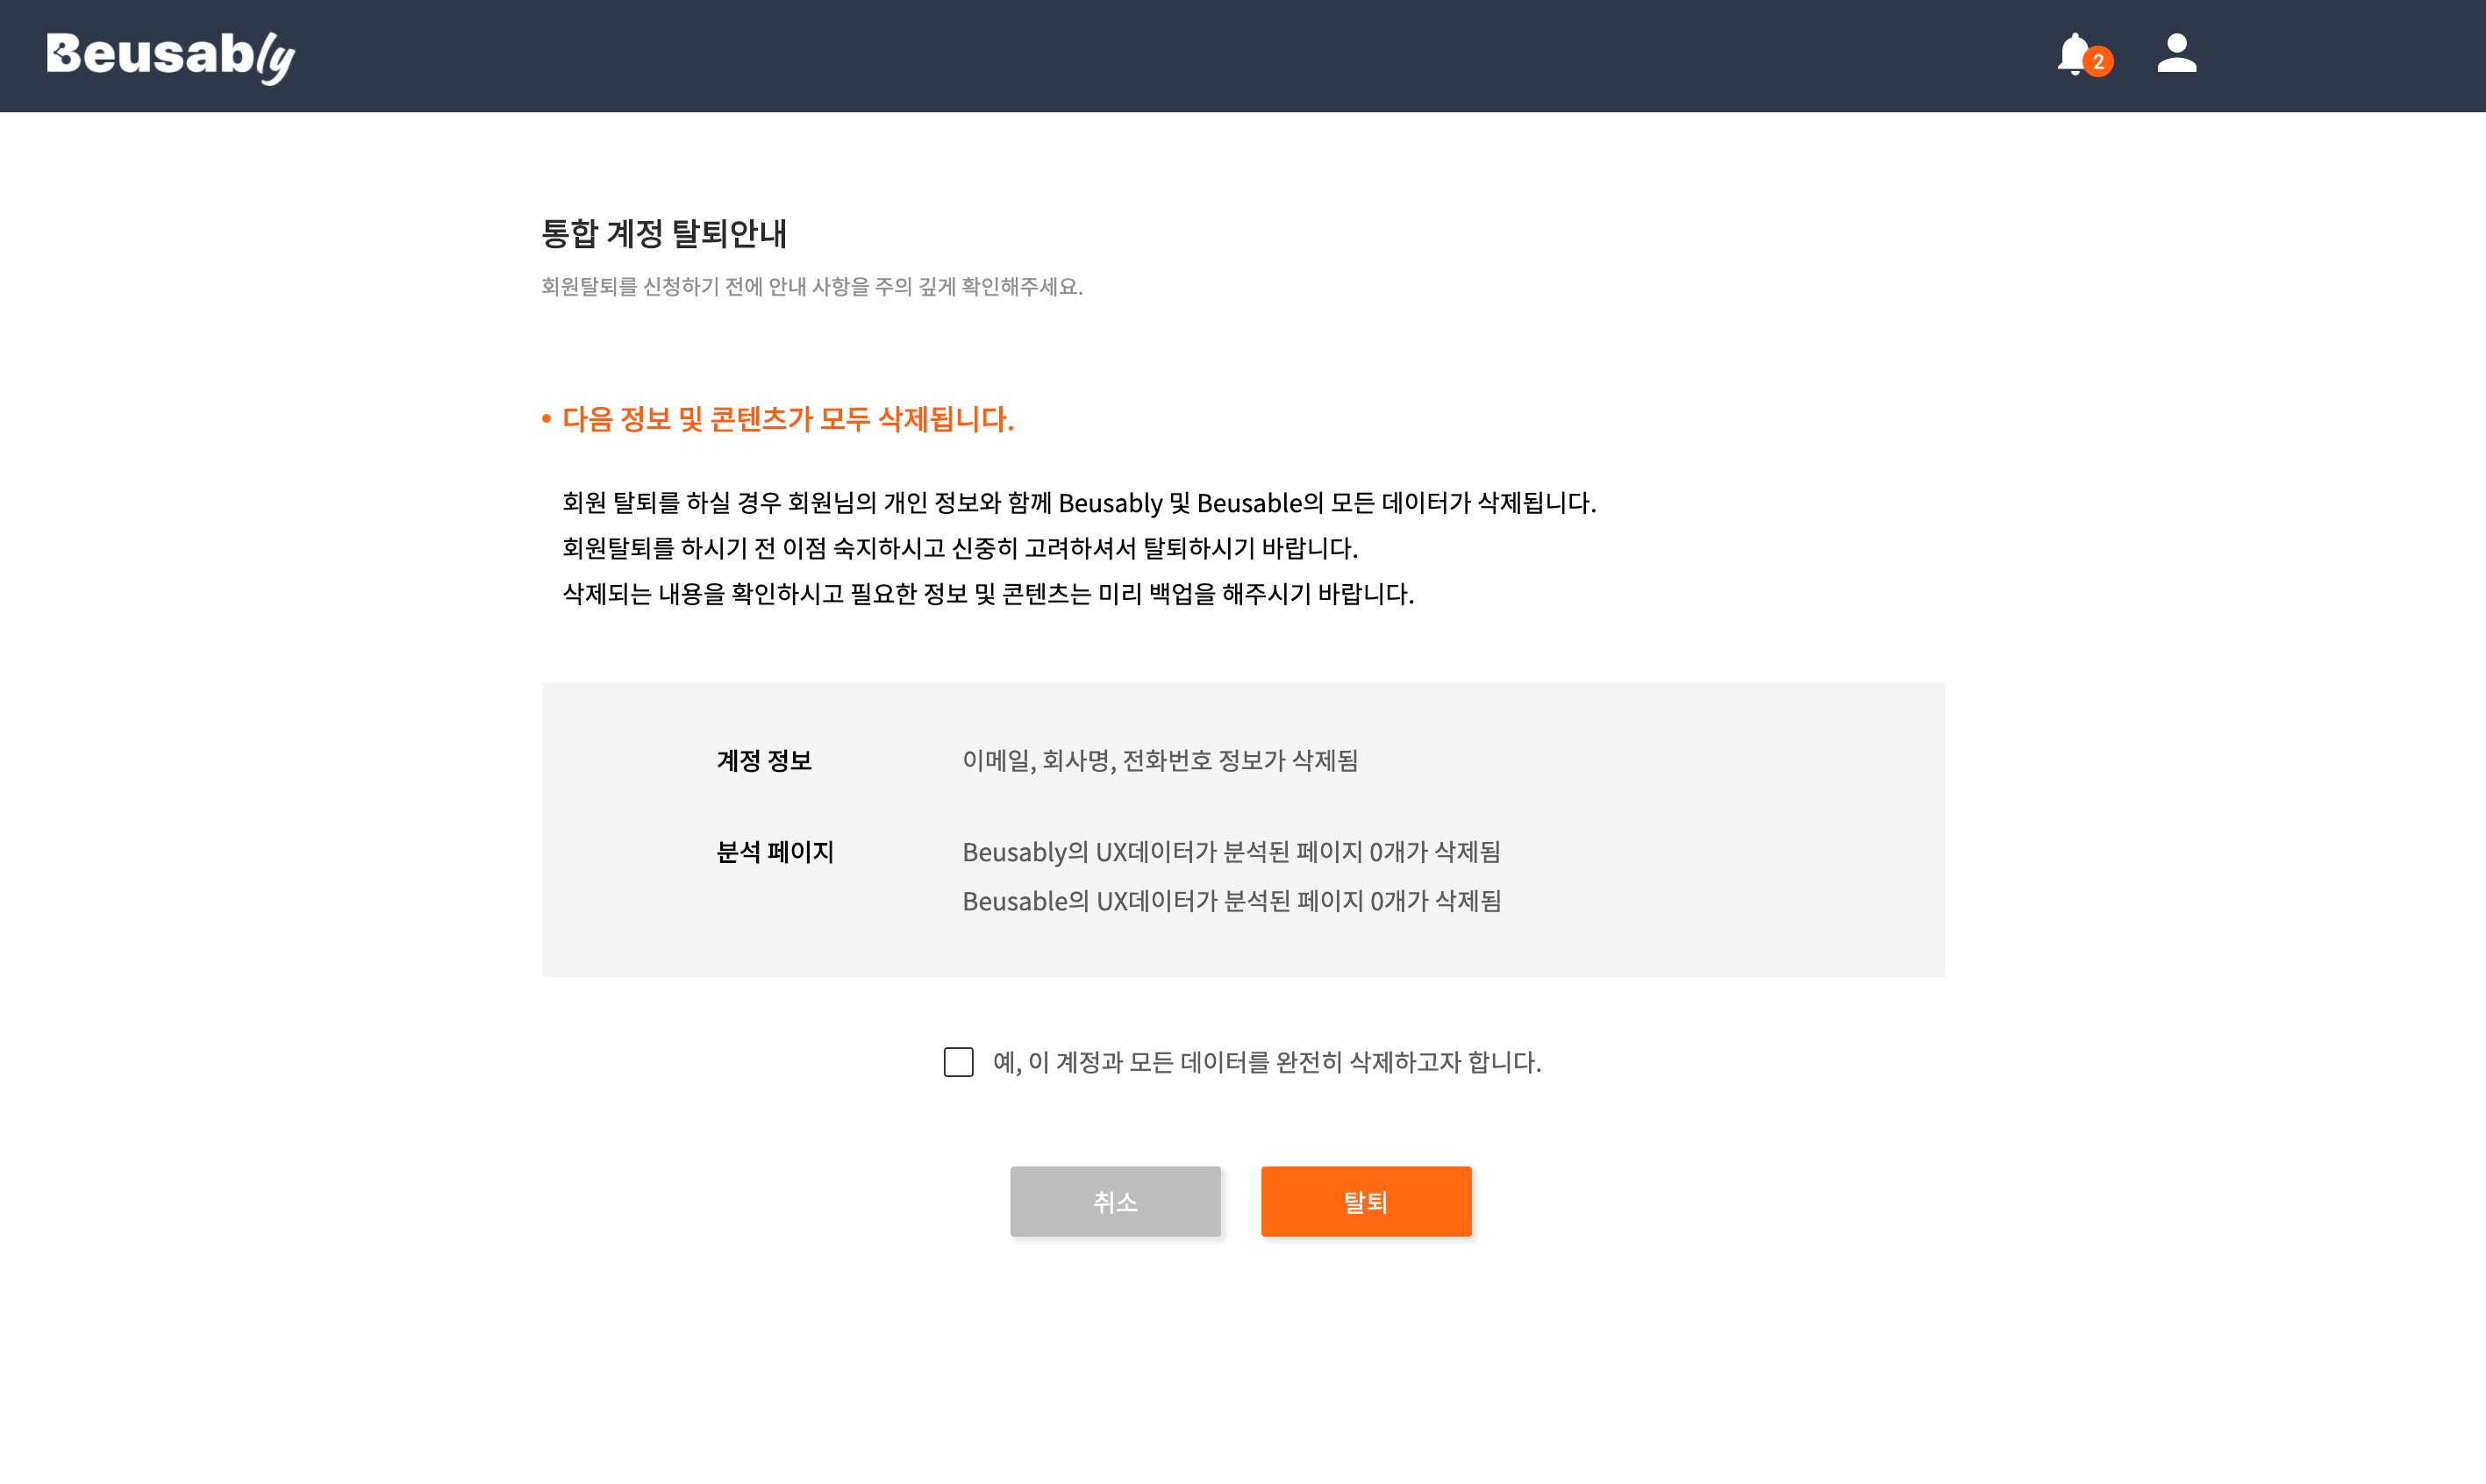 Beusably
2
통합 계정 탈퇴안내
회원탈퇴를 신청하기 전에 안내 사항을 주의 깊게 확인해주세요.
• 다음 정보 및 콘텐츠가 모두 삭제됩니다.
회원 탈퇴를 하실 경우 회원님의 개인 정보와 함께 Beusably 및 Beusable의 모든 데이터가 삭제됩니다.
회원탈퇴를 하시기 전 이점 숙지하시고 신중히 고려하셔서 탈퇴하시기 바랍니다.
삭제되는 내용을 확인하시고 필요한 정보 및 콘텐츠는 미리 백업을 해주시기 바랍니다.
계정 정보 이메일, 회사명, 전화번호 정보가 삭제됨
분석 페이지 Beusably의 UX데이터가 분석된 페이지 0개가 삭제됨
Beusable의 UX데이터가 분석된 페이지 0개가 삭제됨
예, 이 계정과 모든 데이터를 완전히 삭제하고자 합니다.
취소 탈퇴